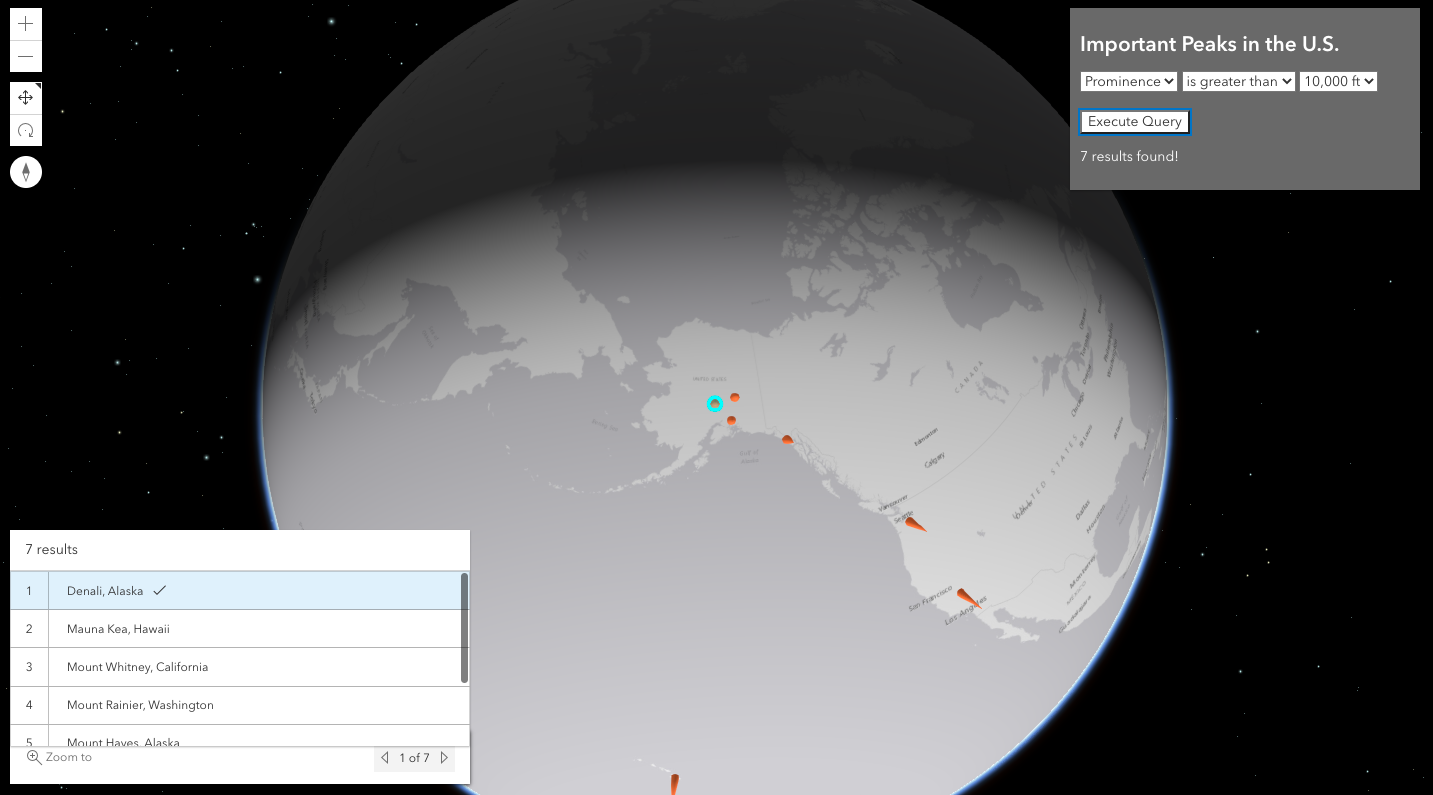 Important Peaks in the U.S.
Prominence is greater than 10,000 ft
Execute Query
7 results found!
CANADA
Edmonton
Calgary
Vancouver
Seattle
UNITED STATES
San Francisco
Los Angeles
Gulf of
Alaska
7 results
1 Denali, Alaska
2 Mauna Kea, Hawaii
3 Mount Whitney, California
4 Mount Rainier, Washington
5 Mount Hayes, Alaska
Zoom to 1 of 7